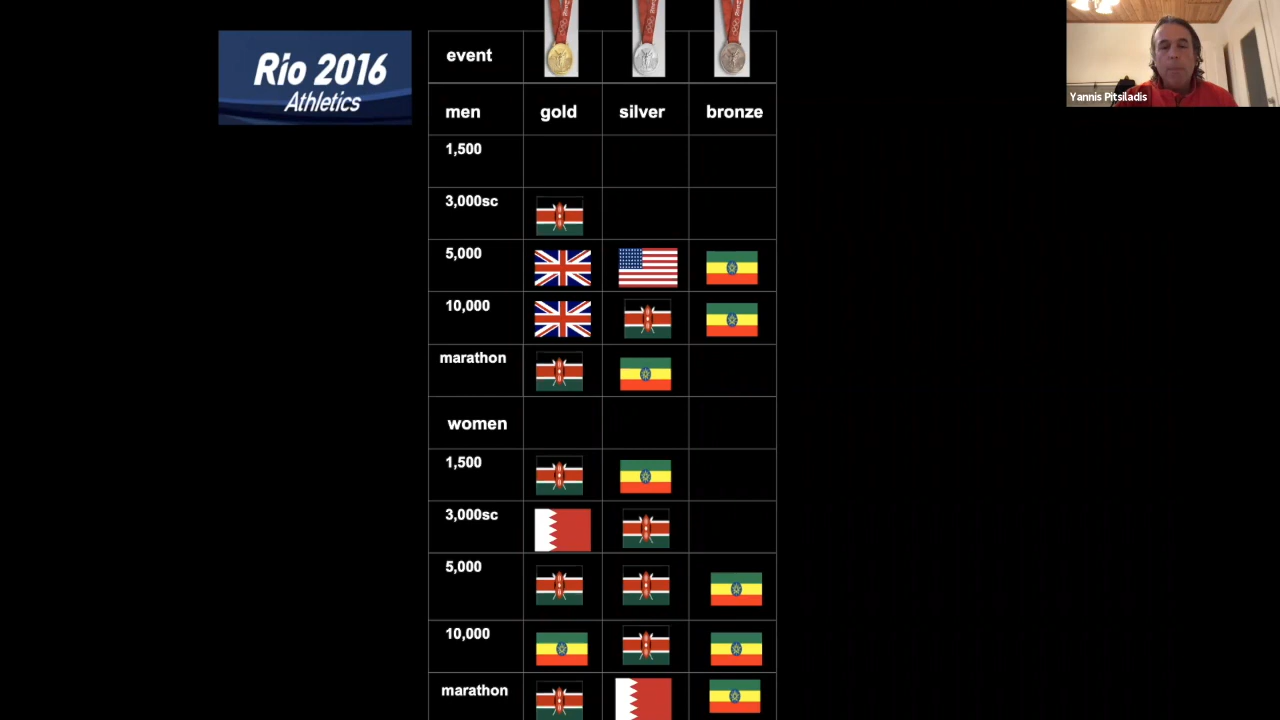 Rio 2016
Athletics
event
men gold silver bronze
1,500
3,000sc
5,000
10,000
marathon
women
1,500
3,000sc
5,000
10,000
marathon
Yannis Pitsiladis